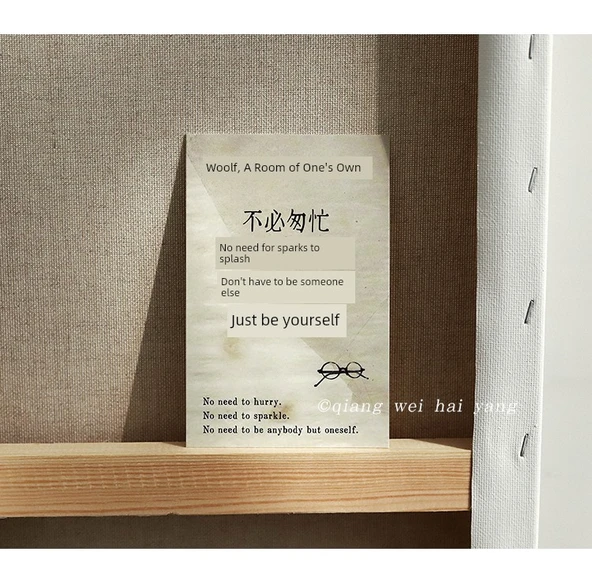 Woolf, A Room of One's Own
不必匆忙
No need for sparks to
splash
Don't have to be someone
else
Just be yourself
No need to hurry.
No need to sparkle.
No need to be anybody but oneself.
©qiang wei hai yang